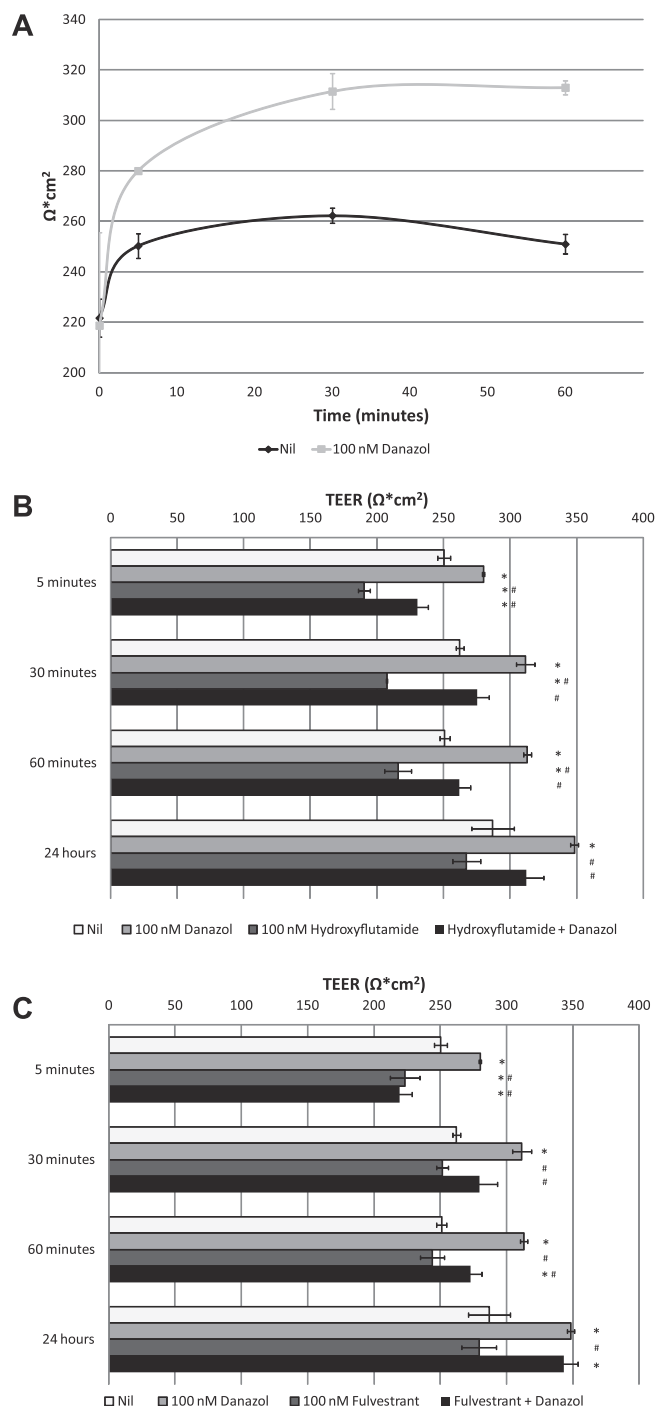 A
340
320
300
280
260
240
220
200
Ω*cm²
0 10 20 30 40 50 60
Time (minutes)
Nil 100 nM Danazol
B
TEER (Ω*cm²)
0 50 100 150 200 250 300 350 400
5 minutes
*
* #
* #
30 minutes
*
* #
#
60 minutes
*
* #
#
24 hours
*
#
#
Nil 100 nM Danazol 100 nM Hydroxyflutamide Hydroxyflutamide + Danazol
C
TEER (Ω*cm²)
0 50 100 150 200 250 300 350 400
5 minutes
*
* #
* #
30 minutes
*
#
#
60 minutes
*
#
* #
24 hours
*
#
*
Nil 100 nM Danazol 100 nM Fulvestrant Fulvestrant + Danazol